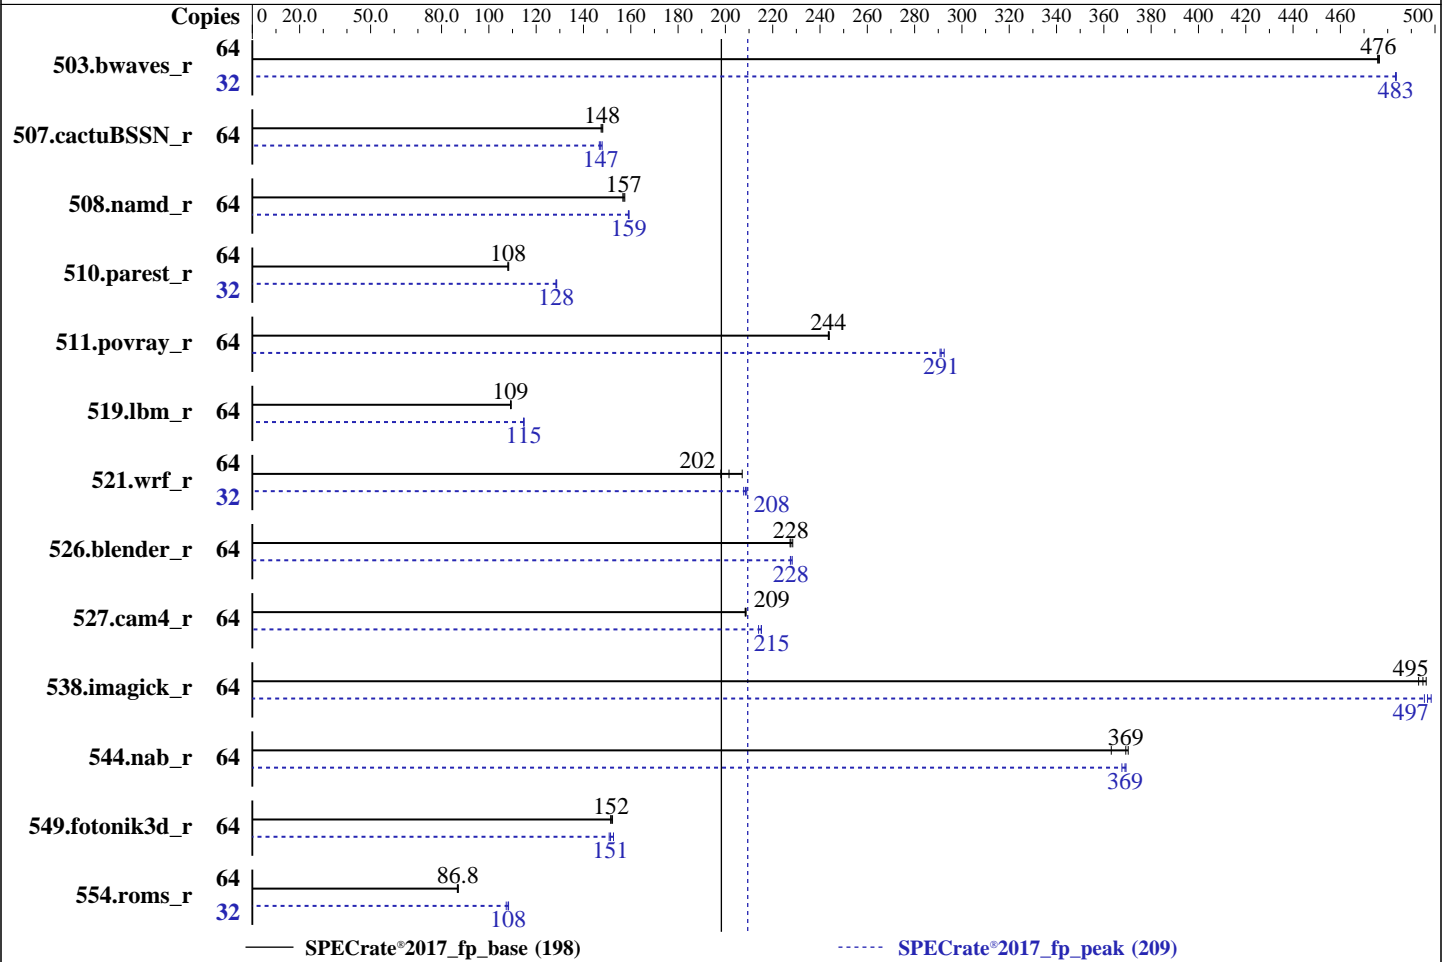 Copies 0 20.0 50.0 80.0 100 120 140 160 180 200 220 240 260 280 300 320 340 360 380 400 420 440 460 500
503.bwaves_r 64 476
32 483
507.cactuBSSN_r 64 148
147
508.namd_r 64 157
159
510.parest_r 64 108
32 128
511.povray_r 64 244
291
519.lbm_r 64 109
115
521.wrf_r 64 202
32 208
526.blender_r 64 228
228
527.cam4_r 64 209
215
538.imagick_r 64 495
497
544.nab_r 64 369
369
549.fotonik3d_r 64 152
151
554.roms_r 64 86.8
32 108
SPECrate®2017_fp_base (198) SPECrate®2017_fp_peak (209)